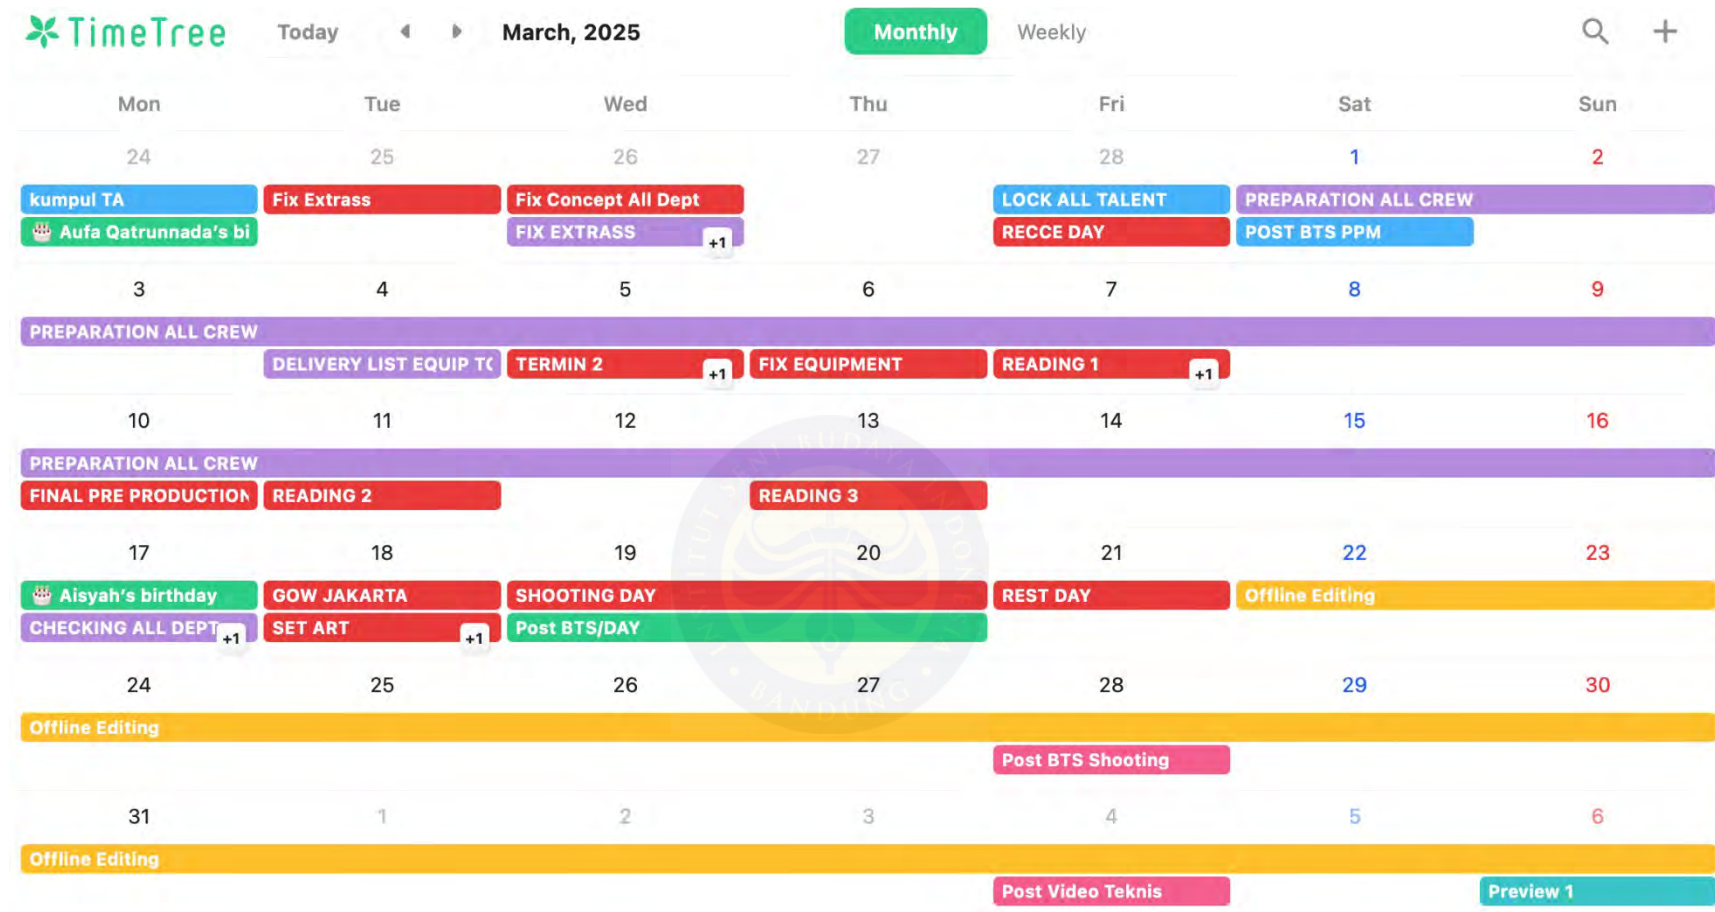 TimeTree Today March, 2025 Monthly Weekly
Mon Tue Wed Thu Fri Sat Sun
24 25 26 27 28 1 2
kumpul TA Fix Extrass Fix Concept All Dept LOCK ALL TALENT PREPARATION ALL CREW
Aufa Qatrunnada's bi FIX EXTRASS +1 RECCE DAY POST BTS PPM
3 4 5 6 7 8 9
PREPARATION ALL CREW
DELIVERY LIST EQUIP TO TERMIN 2 +1 FIX EQUIPMENT READING 1 +1
10 11 12 13 14 15 16
PREPARATION ALL CREW
FINAL PRE PRODUCTION READING 2 READING 3
17 18 19 20 21 22 23
Aisyah's birthday GOW JAKARTA SHOOTING DAY REST DAY Offline Editing
CHECKING ALL DEPT +1 SET ART +1 Post BTS/DAY
24 25 26 27 28 29 30
Offline Editing
Post BTS Shooting
31 1 2 3 4 5 6
Offline Editing
Post Video Teknis Preview 1
INSTITUT SENI BUDAYA INDONESIA
BANDUNG